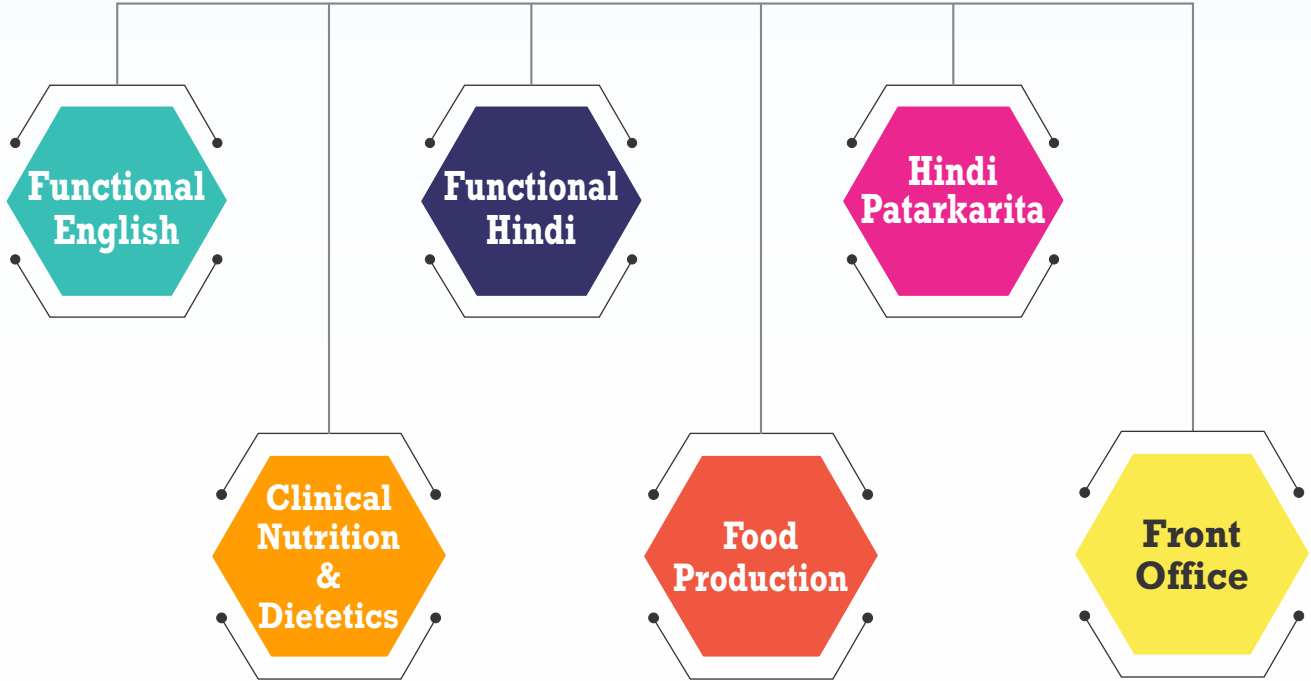 Functional
English
Functional
Hindi
Hindi
Patarkarita
Clinical
Nutrition
&
Dietetics
Food
Production
Front
Office